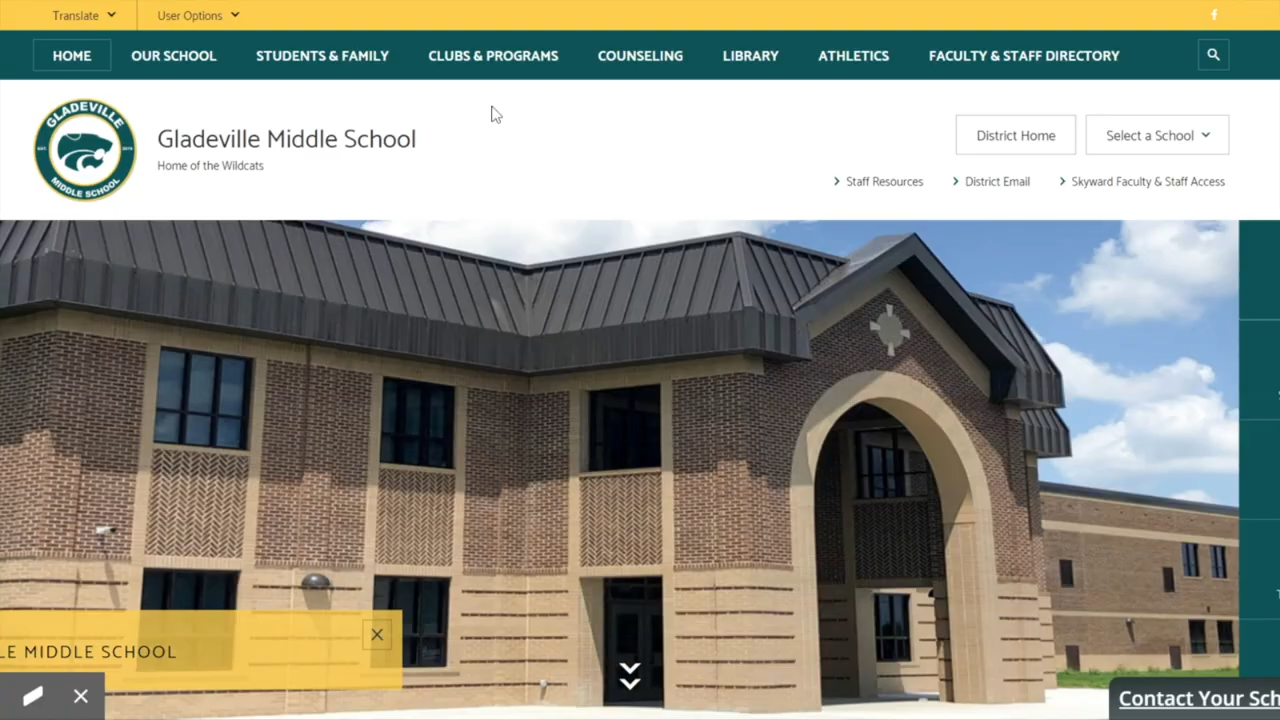 Translate
User Options
f
HOME
OUR SCHOOL
STUDENTS & FAMILY
CLUBS & PROGRAMS
COUNSELING
LIBRARY
ATHLETICS
FACULTY & STAFF DIRECTORY
GLADEVILLE
MIDDLE SCHOOL
Gladeville Middle School
Home of the Wildcats
District Home
Select a School
Staff Resources
District Email
Skyward Faculty & Staff Access
LE MIDDLE SCHOOL
Contact Your Sch